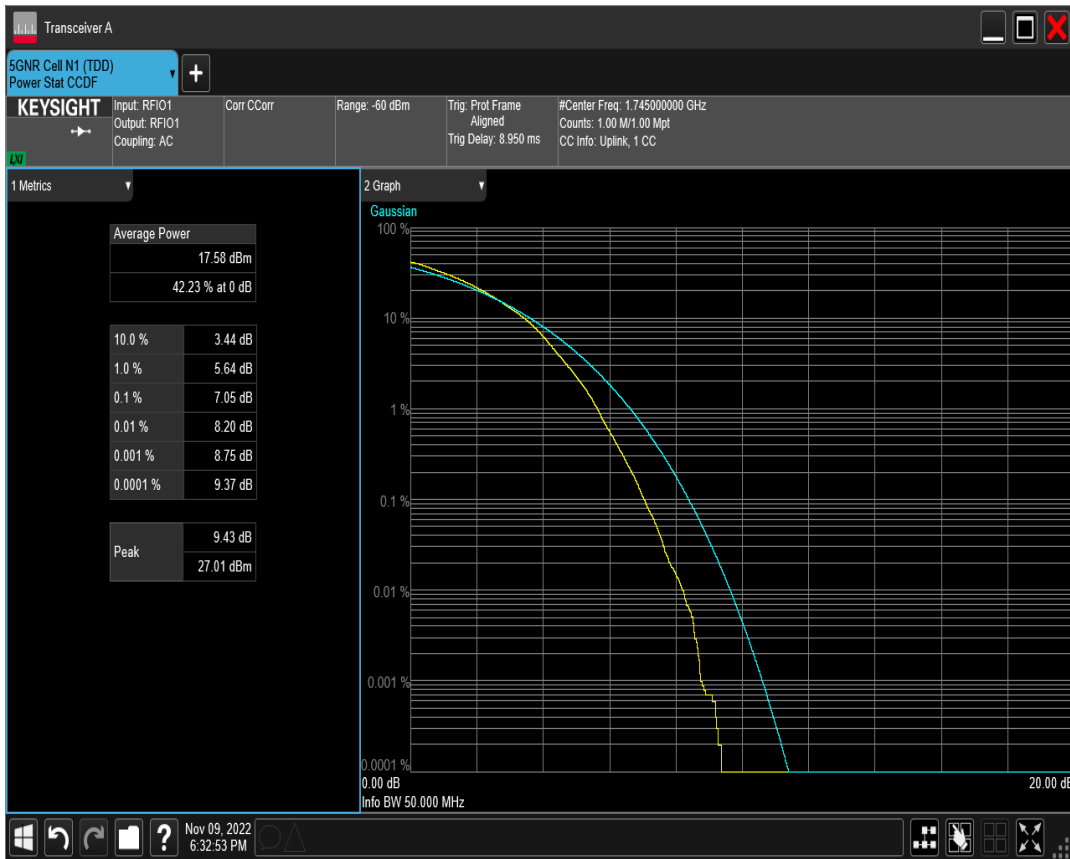 Transceiver A
5GNR Cell N1 (TDD)
Power Stat CCDF
+
KEYSIGHT
LXI
Input: RFIO1
Output: RFIO1
Coupling: AC
Corr CCorr
Range: -60 dBm
Trig: Prot Frame
Aligned
Trig Delay: 8.950 ms
#Center Freq: 1.745000000 GHz
Counts: 1.00 M/1.00 Mpt
CC Info: Uplink, 1 CC
1 Metrics
Average Power
17.58 dBm
42.23 % at 0 dB
10.0 % 3.44 dB
1.0 % 5.64 dB
0.1 % 7.05 dB
0.01 % 8.20 dB
0.001 % 8.75 dB
0.0001 % 9.37 dB
Peak 9.43 dB
27.01 dBm
2 Graph
Gaussian
100 %
10 %
1 %
0.1 %
0.01 %
0.001 %
0.0001 %
0.00 dB 20.00 dB
Info BW 50.000 MHz
?
Nov 09, 2022
6:32:53 PM